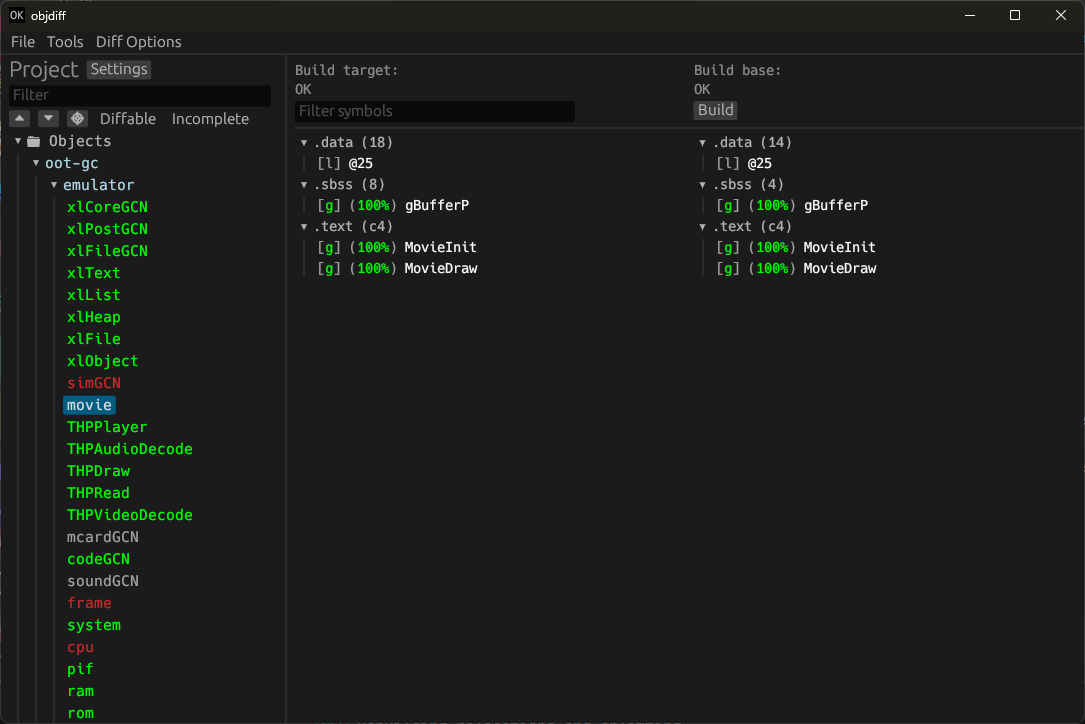 OK objdiff
File Tools Diff Options
Project Settings
Filter
Diffable Incomplete
Objects
oot-gc
emulator
xlCoreGCN
xlPostGCN
xlFileGCN
xlText
xlList
xlHeap
xlFile
xlObject
simGCN
movie
THPPlayer
THPAudioDecode
THPDraw
THPRead
THPVideoDecode
mcardGCN
codeGCN
soundGCN
frame
system
cpu
pif
ram
rom
Build target:
OK
Filter symbols
.data (18)
[l] @25
.sbss (8)
[g] (100%) gBufferP
.text (c4)
[g] (100%) MovieInit
[g] (100%) MovieDraw
Build base:
OK
Build
.data (14)
[l] @25
.sbss (4)
[g] (100%) gBufferP
.text (c4)
[g] (100%) MovieInit
[g] (100%) MovieDraw